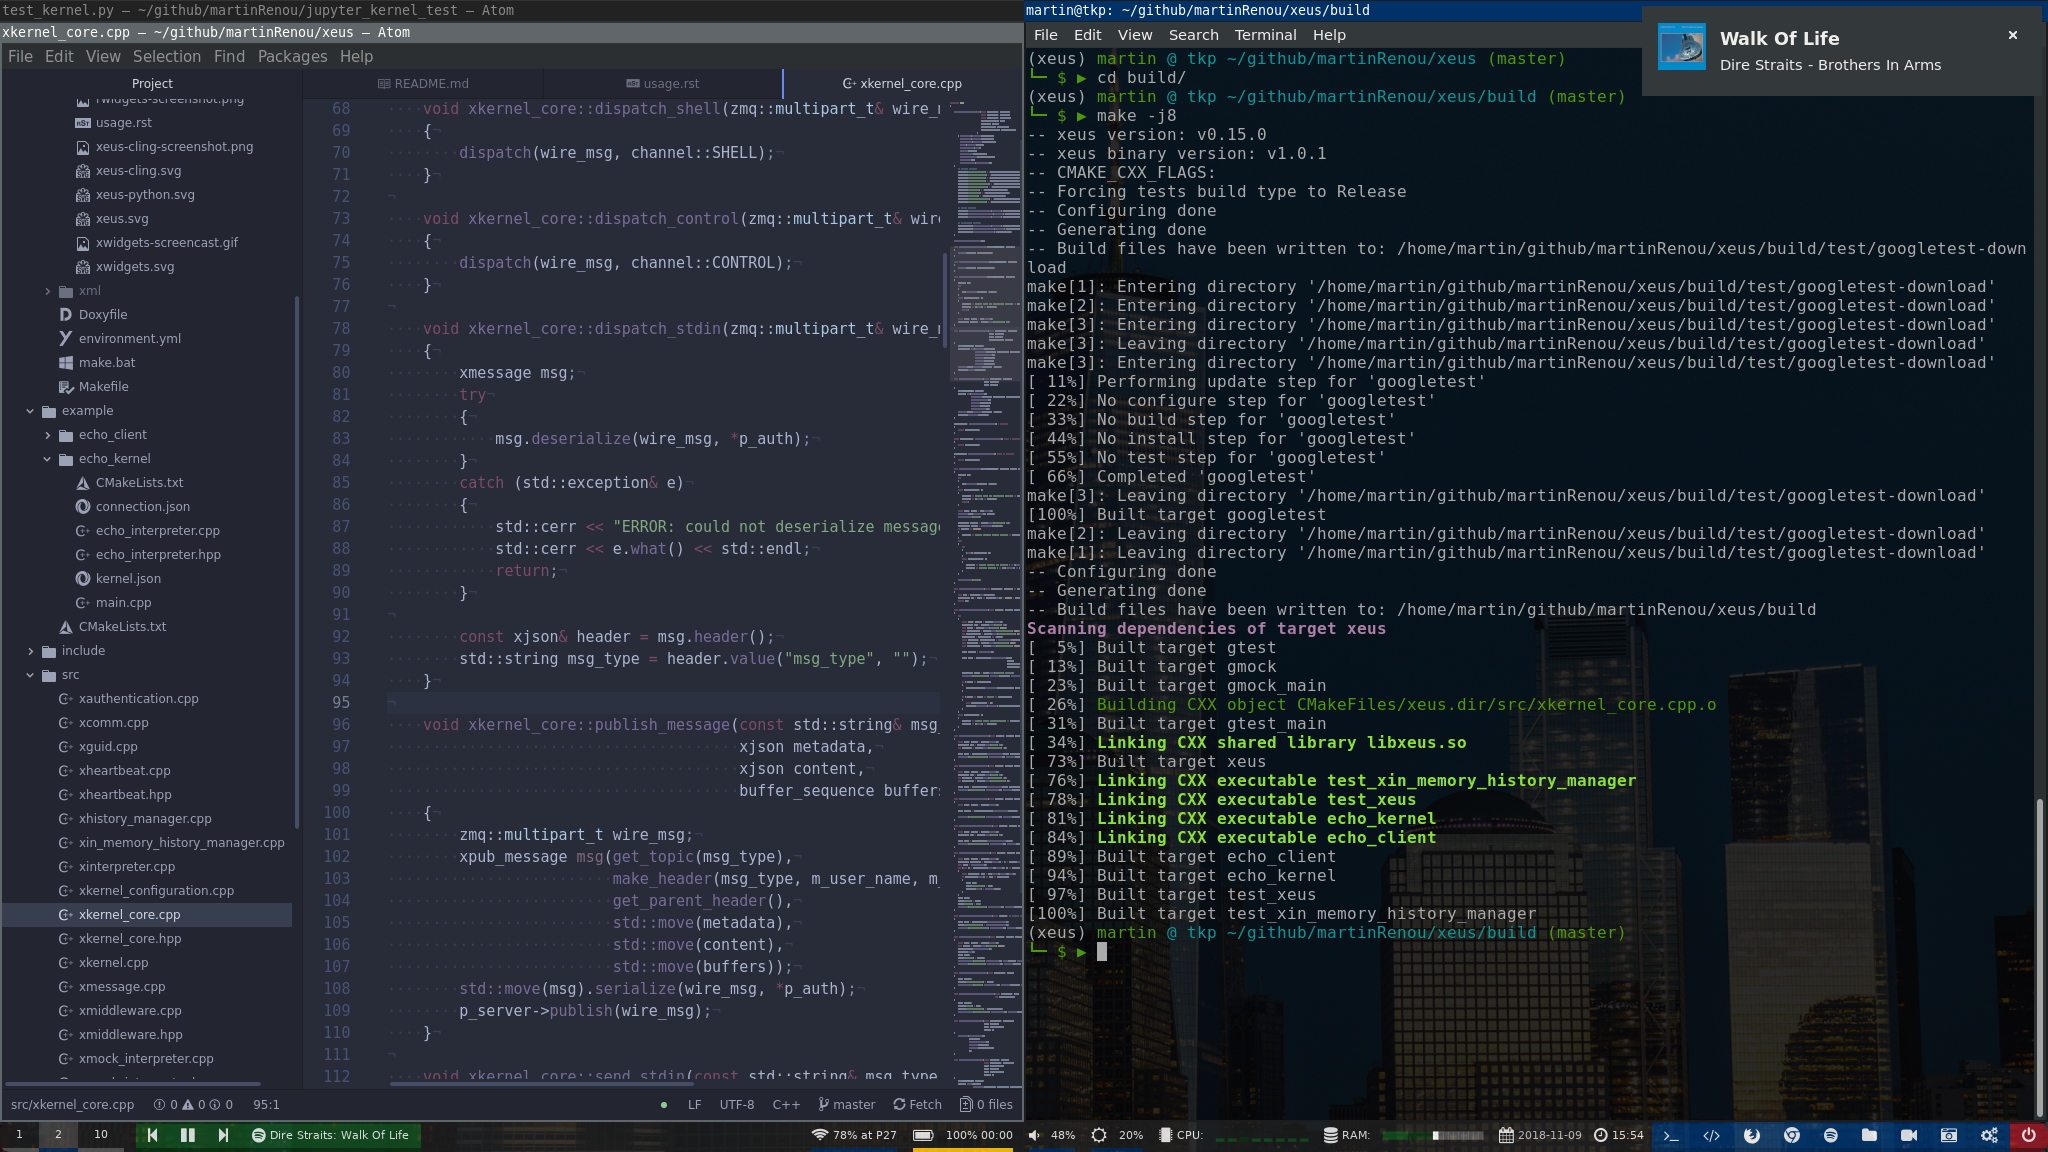 test_kernel.py — ~/github/martinRenou/jupyter_kernel_test — Atom
xkernel_core.cpp — ~/github/martinRenou/xeus — Atom
File Edit View Selection Find Packages Help
Project
rwidgets-screenshot.png
usage.rst
xeus-cling-screenshot.png
xeus-cling.svg
xeus-python.svg
xeus.svg
xwidgets-screencast.gif
xwidgets.svg
xml
Doxyfile
environment.yml
make.bat
Makefile
example
echo_client
echo_kernel
CMakeLists.txt
connection.json
echo_interpreter.cpp
echo_interpreter.hpp
kernel.json
main.cpp
CMakeLists.txt
include
src
xauthentication.cpp
xcomm.cpp
xguid.cpp
xheartbeat.cpp
xheartbeat.hpp
xhistory_manager.cpp
xin_memory_history_manager.cpp
xinterpreter.cpp
xkernel_configuration.cpp
xkernel_core.cpp
xkernel_core.hpp
xkernel.cpp
xmessage.cpp
xmiddleware.cpp
xmiddleware.hpp
xmock_interpreter.cpp
README.md usage.rst xkernel_core.cpp
68 void xkernel_core::dispatch_shell(zmq::multipart_t& wire_m
69 {
70 dispatch(wire_msg, channel::SHELL);
71 }
72
73 void xkernel_core::dispatch_control(zmq::multipart_t& wire
74 {
75 dispatch(wire_msg, channel::CONTROL);
76 }
77
78 void xkernel_core::dispatch_stdin(zmq::multipart_t& wire_m
79 {
80 xmessage msg;
81 try
82 {
83 msg.deserialize(wire_msg, *p_auth);
84 }
85 catch (std::exception& e)
86 {
87 std::cerr << "ERROR: could not deserialize message
88 std::cerr << e.what() << std::endl;
89 return;
90 }
91
92 const xjson& header = msg.header();
93 std::string msg_type = header.value("msg_type", "");
94 }
95
96 void xkernel_core::publish_message(const std::string& msg_
97 xjson metadata,
98 xjson content,
99 buffer_sequence buffers
100 {
101 zmq::multipart_t wire_msg;
102 xpub_message msg(get_topic(msg_type),
103 make_header(msg_type, m_user_name, m_
104 get_parent_header(),
105 std::move(metadata),
106 std::move(content),
107 std::move(buffers));
108 std::move(msg).serialize(wire_msg, *p_auth);
109 p_server->publish(wire_msg);
110 }
111
112 void xkernel_core::send_stdin(const std::string& msg_type
src/xkernel_core.cpp 0 0 0 95:1 LF UTF-8 C++ master Fetch 0 files
martin@tkp: ~/github/martinRenou/xeus/build
File Edit View Search Terminal Help
Walk Of Life
Dire Straits - Brothers In Arms
(xeus) martin @ tkp ~/github/martinRenou/xeus (master)
└─ $ ▶ cd build/
(xeus) martin @ tkp ~/github/martinRenou/xeus/build (master)
└─ $ ▶ make -j8
-- xeus version: v0.15.0
-- xeus binary version: v1.0.1
-- CMAKE_CXX_FLAGS:
-- Forcing tests build type to Release
-- Configuring done
-- Generating done
-- Build files have been written to: /home/martin/github/martinRenou/xeus/build/test/googletest-down
load
make[1]: Entering directory '/home/martin/github/martinRenou/xeus/build/test/googletest-download'
make[2]: Entering directory '/home/martin/github/martinRenou/xeus/build/test/googletest-download'
make[3]: Entering directory '/home/martin/github/martinRenou/xeus/build/test/googletest-download'
make[3]: Leaving directory '/home/martin/github/martinRenou/xeus/build/test/googletest-download'
make[3]: Entering directory '/home/martin/github/martinRenou/xeus/build/test/googletest-download'
[ 11%] Performing update step for 'googletest'
[ 22%] No configure step for 'googletest'
[ 33%] No build step for 'googletest'
[ 44%] No install step for 'googletest'
[ 55%] No test step for 'googletest'
[ 66%] Completed 'googletest'
make[3]: Leaving directory '/home/martin/github/martinRenou/xeus/build/test/googletest-download'
[100%] Built target googletest
make[2]: Leaving directory '/home/martin/github/martinRenou/xeus/build/test/googletest-download'
make[1]: Leaving directory '/home/martin/github/martinRenou/xeus/build/test/googletest-download'
-- Configuring done
-- Generating done
-- Build files have been written to: /home/martin/github/martinRenou/xeus/build
Scanning dependencies of target xeus
[ 5%] Built target gtest
[ 13%] Built target gmock
[ 23%] Built target gmock_main
[ 26%] Building CXX object CMakeFiles/xeus.dir/src/xkernel_core.cpp.o
[ 31%] Built target gtest_main
[ 34%] Linking CXX shared library libxeus.so
[ 73%] Built target xeus
[ 76%] Linking CXX executable test_xin_memory_history_manager
[ 78%] Linking CXX executable test_xeus
[ 81%] Linking CXX executable echo_kernel
[ 84%] Linking CXX executable echo_client
[ 89%] Built target echo_client
[ 94%] Built target echo_kernel
[ 97%] Built target test_xeus
[100%] Built target test_xin_memory_history_manager
(xeus) martin @ tkp ~/github/martinRenou/xeus/build (master)
└─ $ ▶
1 2 10 Dire Straits: Walk Of Life 78% at P27 100% 00:00 48% 20% CPU: RAM: 2018-11-09 15:54